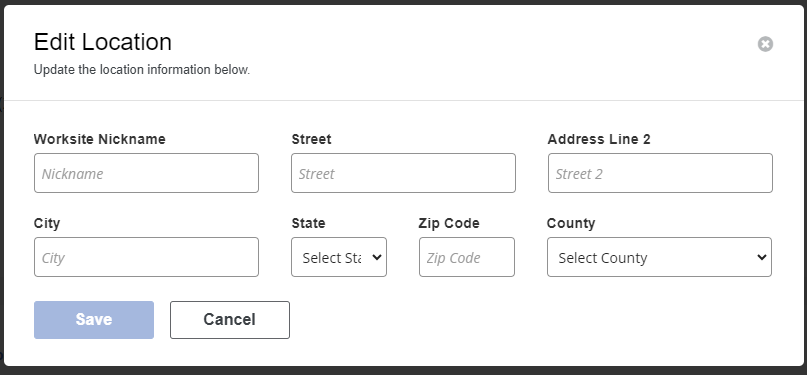 Edit Location
Update the location information below.
Worksite Nickname Street Address Line 2
Nickname Street Street 2
City State Zip Code County
City Select Sta Zip Code Select County
Save Cancel